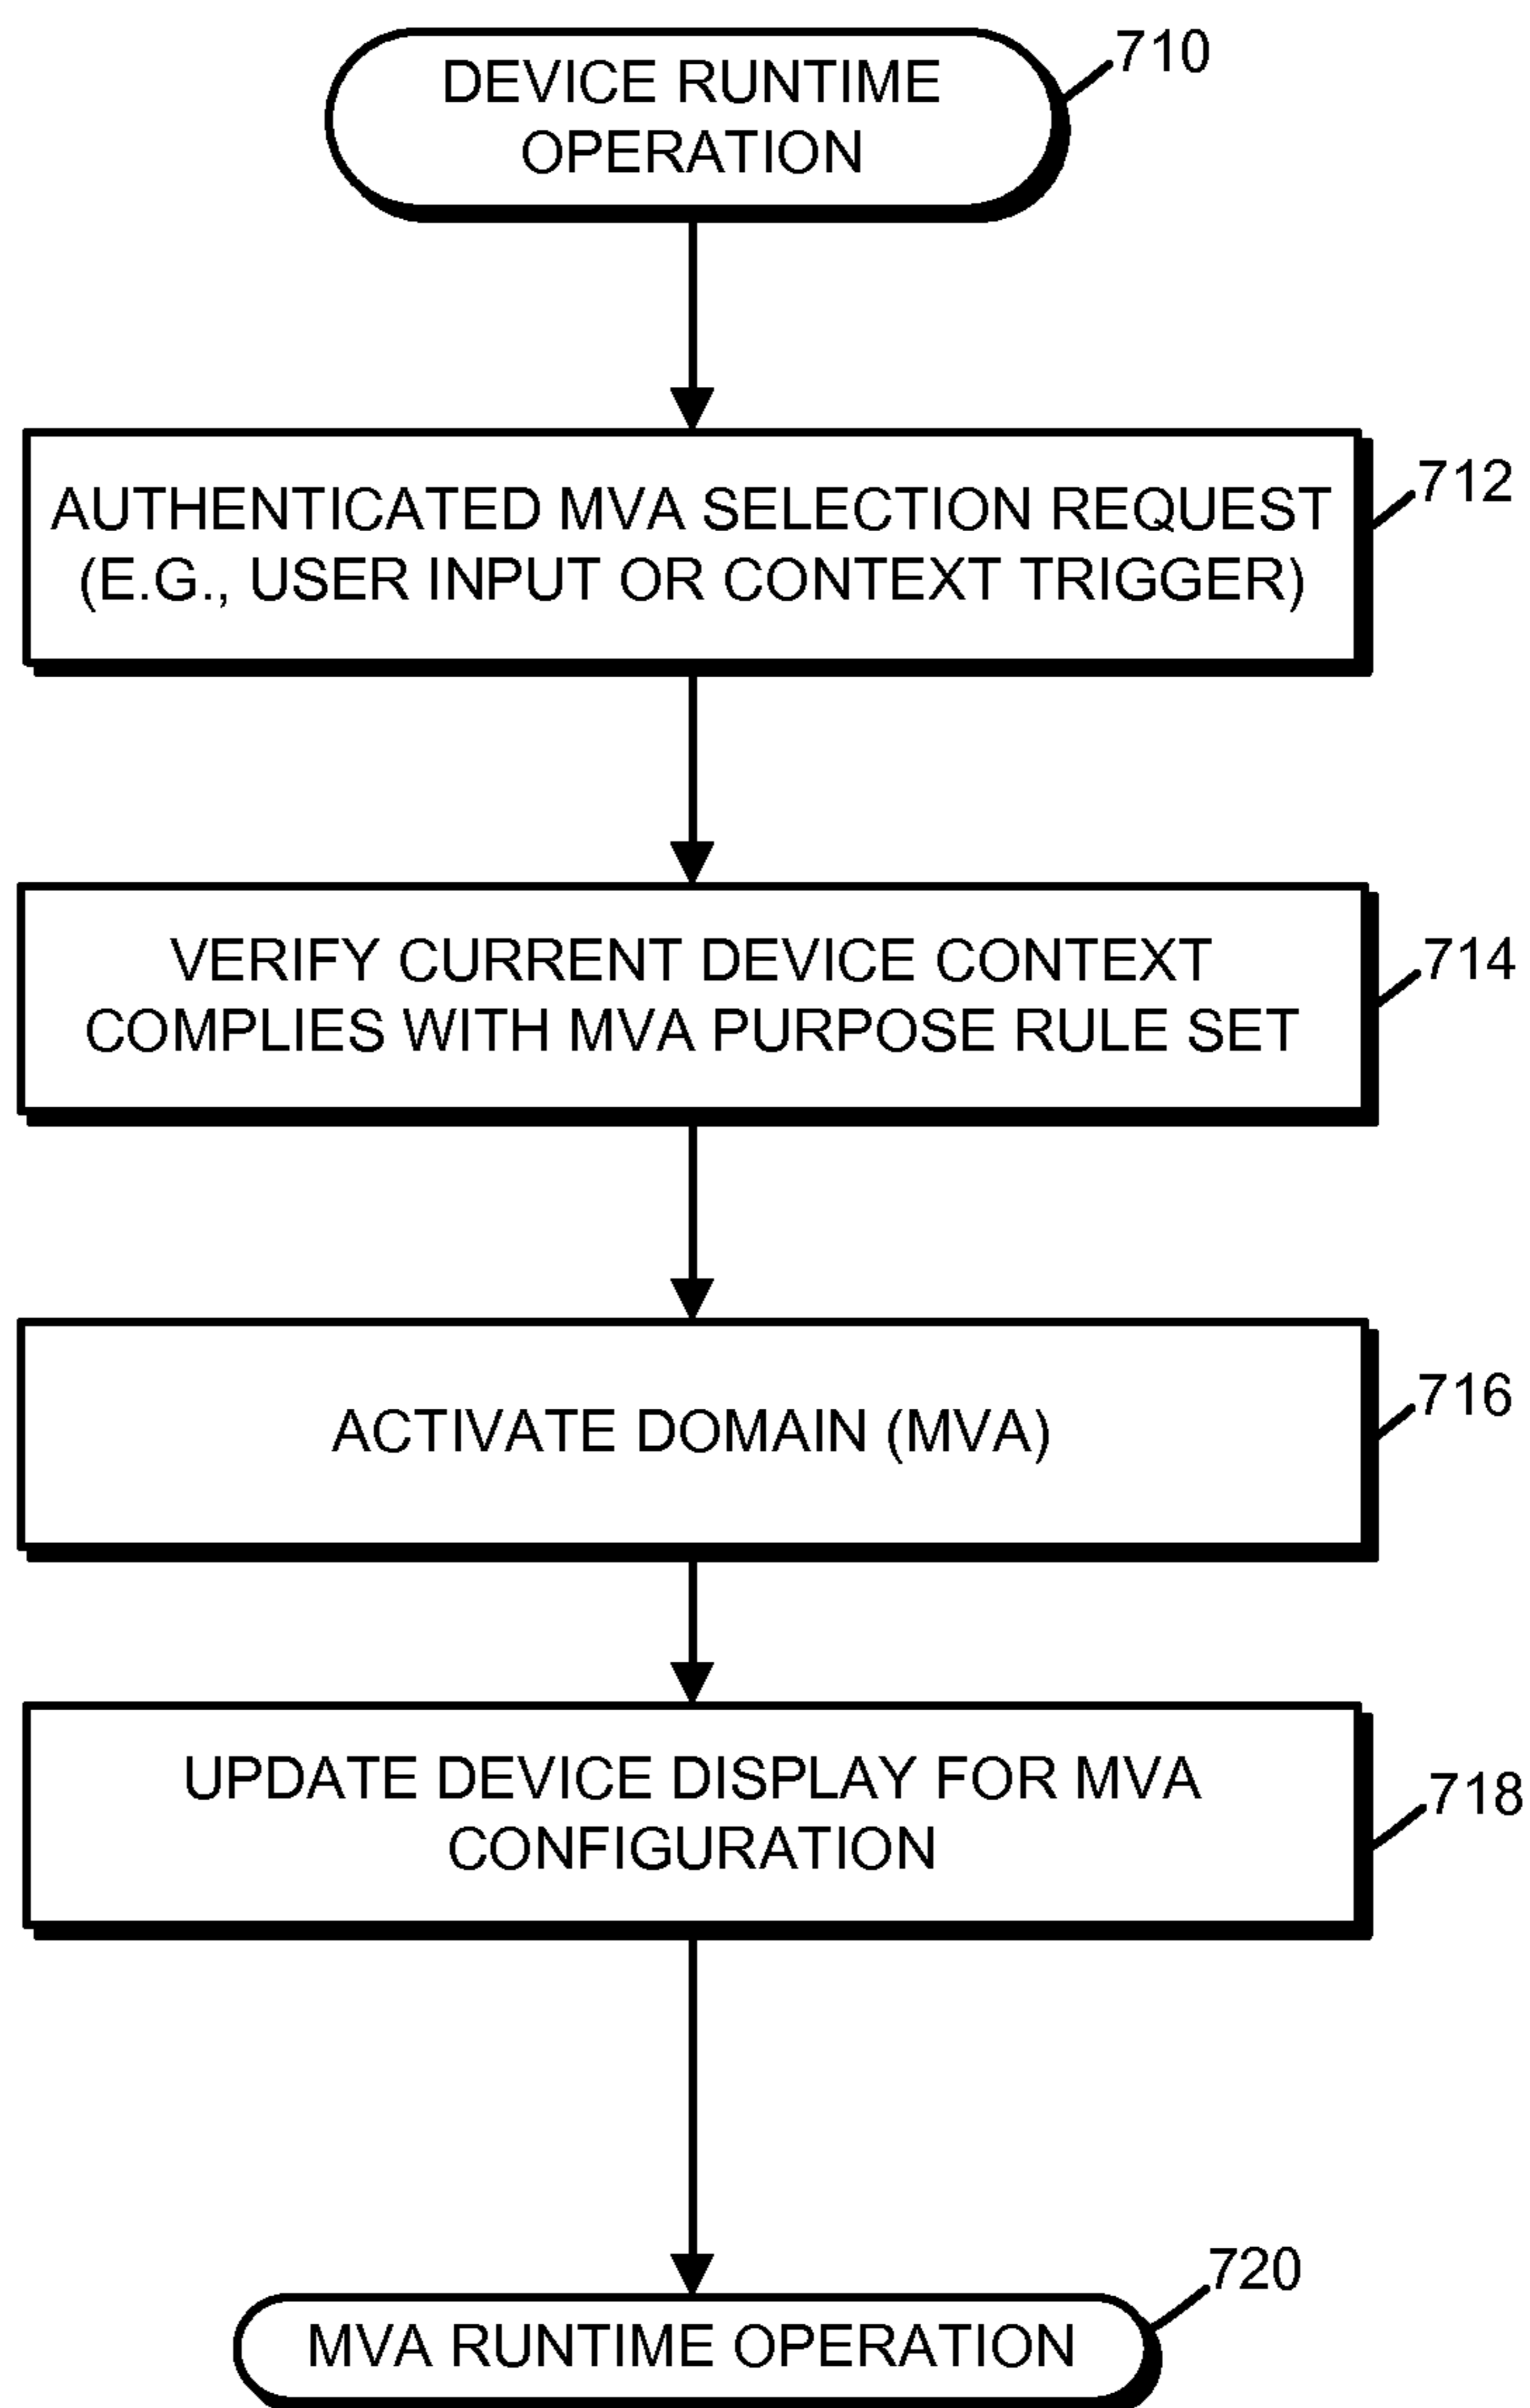 DEVICE RUNTIME
OPERATION
710
AUTHENTICATED MVA SELECTION REQUEST
(E.G., USER INPUT OR CONTEXT TRIGGER)
712
VERIFY CURRENT DEVICE CONTEXT
COMPLIES WITH MVA PURPOSE RULE SET
714
ACTIVATE DOMAIN (MVA)
716
UPDATE DEVICE DISPLAY FOR MVA
CONFIGURATION
718
MVA RUNTIME OPERATION
720